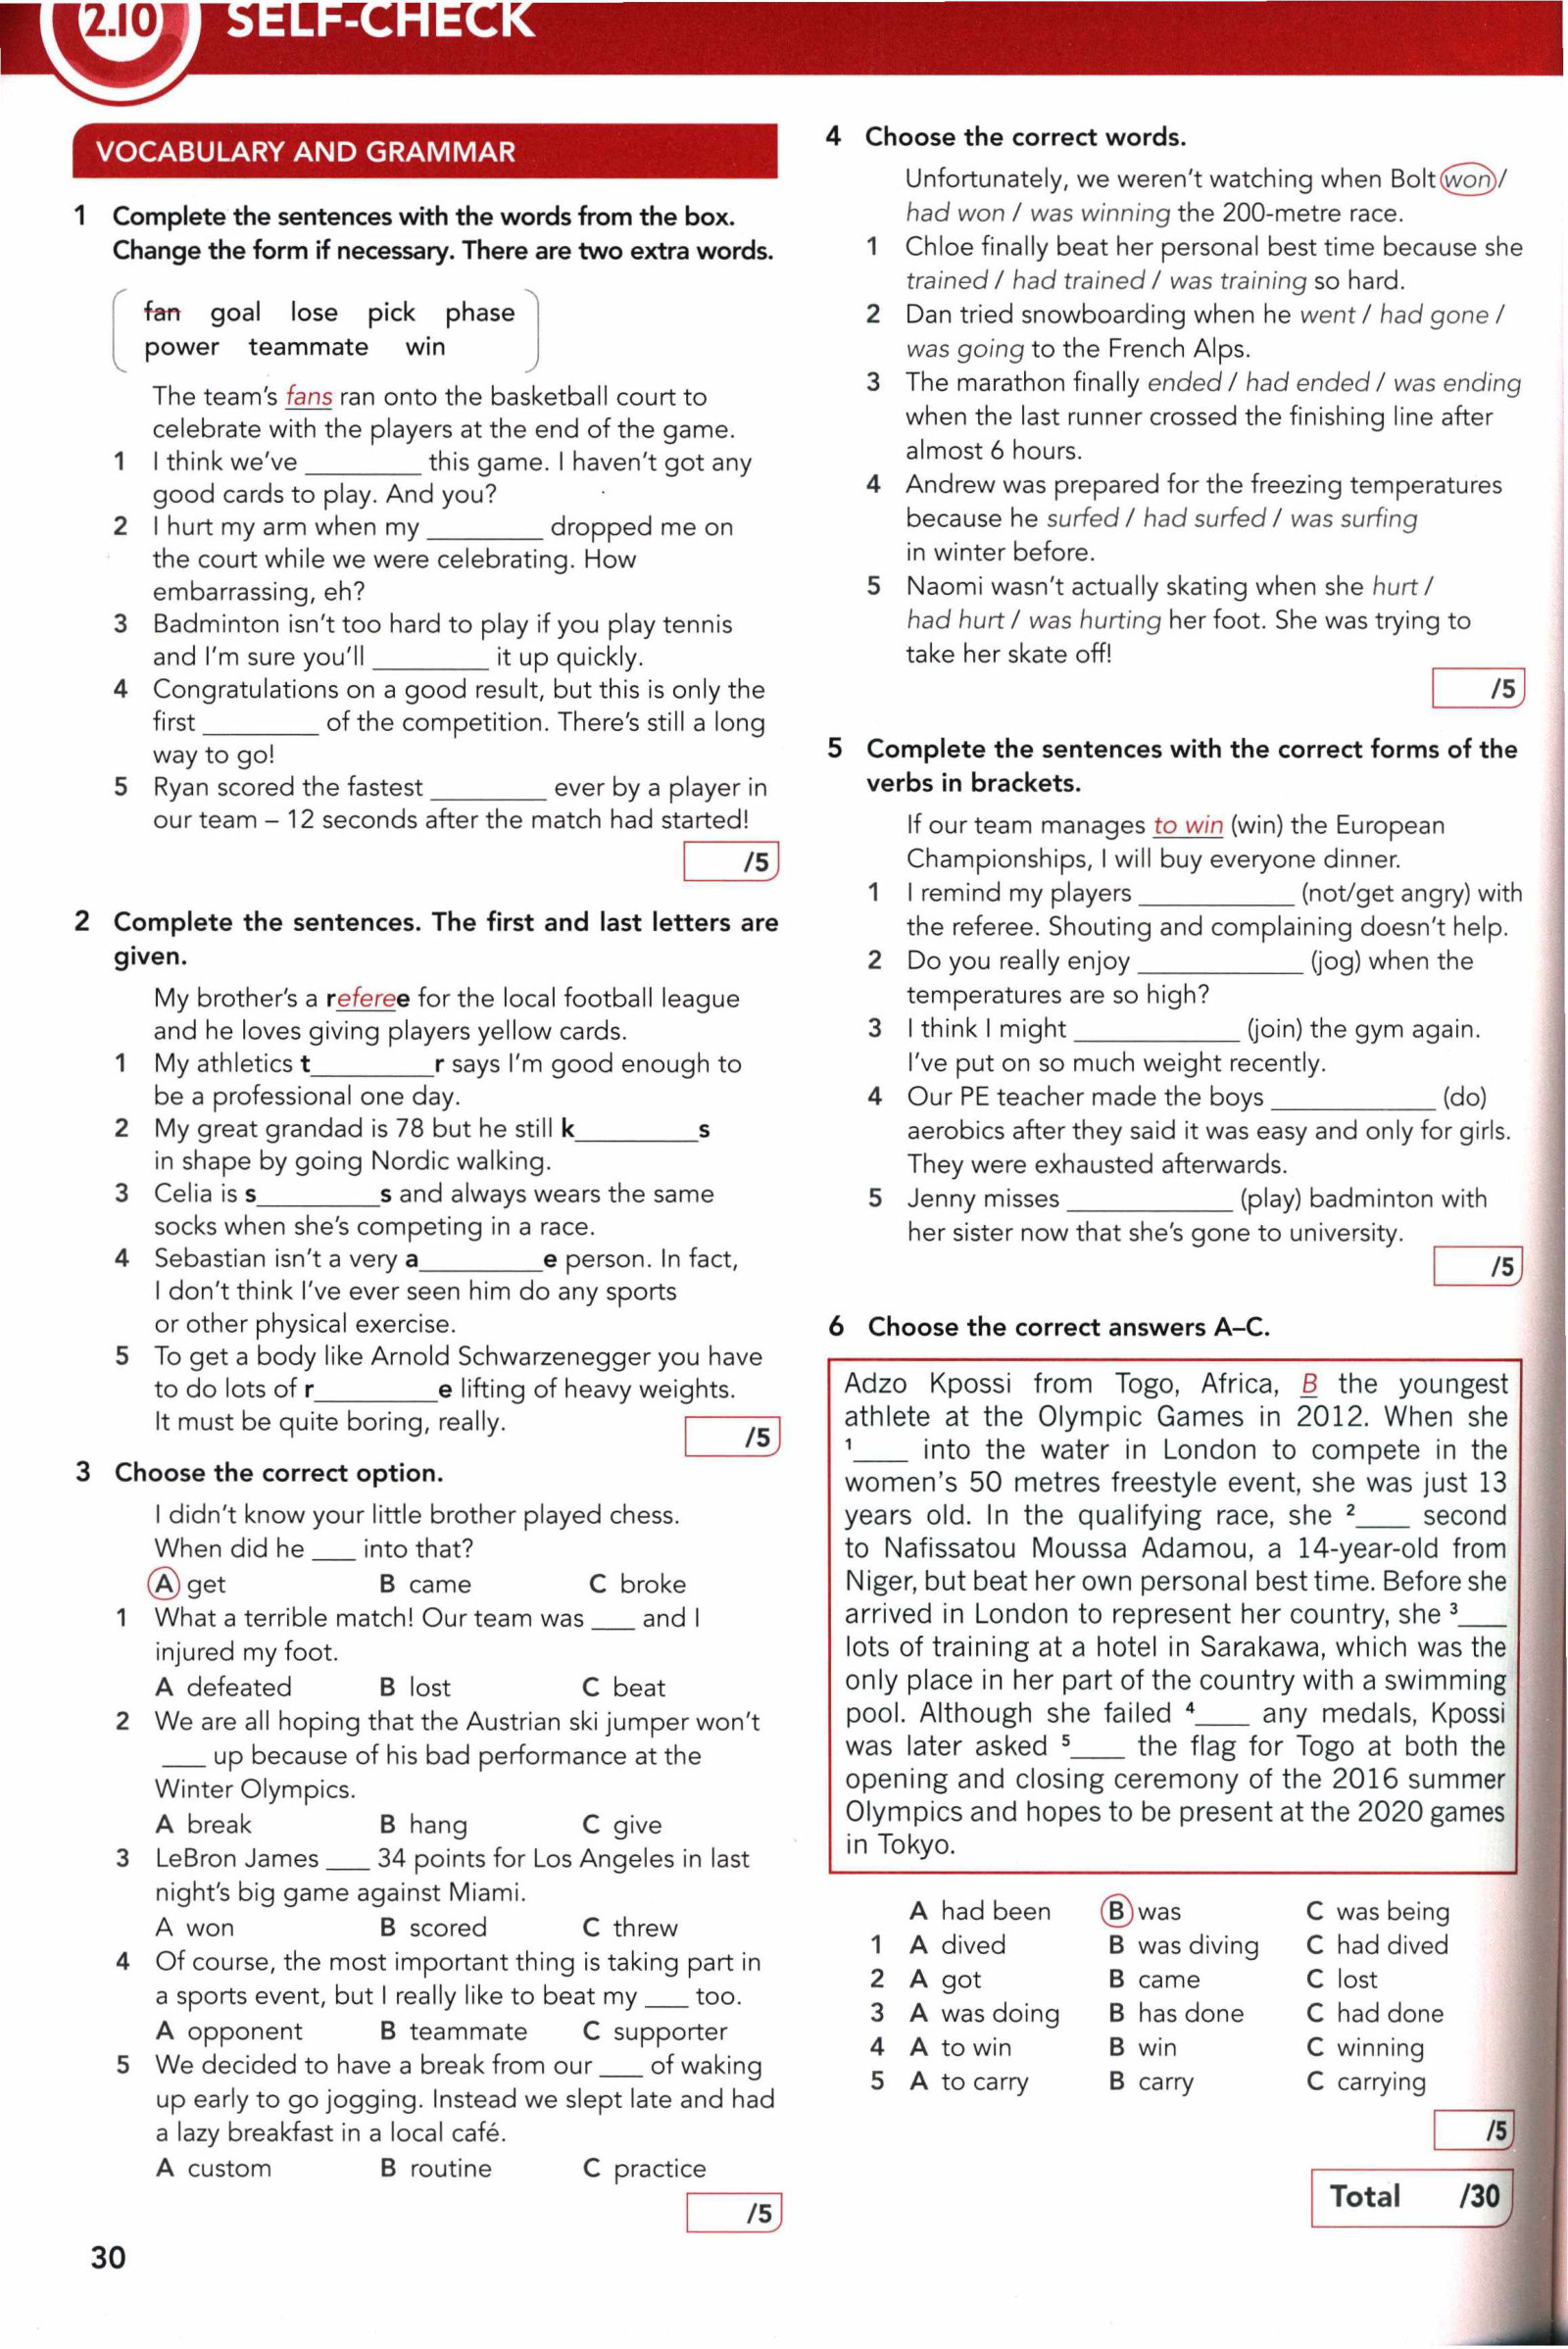 2.10 SELF-CHECK
VOCABULARY AND GRAMMAR
1 Complete the sentences with the words from the box.
Change the form if necessary. There are two extra words.
fan goal lose pick phase
power teammate win
The team's fans ran onto the basketball court to
celebrate with the players at the end of the game.
1 I think we've ________ this game. I haven't got any
good cards to play. And you?
2 I hurt my arm when my ________ dropped me on
the court while we were celebrating. How
embarrassing, eh?
3 Badminton isn't too hard to play if you play tennis
and I'm sure you'll ________ it up quickly.
4 Congratulations on a good result, but this is only the
first ________ of the competition. There's still a long
way to go!
5 Ryan scored the fastest ________ ever by a player in
our team – 12 seconds after the match had started!
/5
2 Complete the sentences. The first and last letters are
given.
My brother's a referee for the local football league
and he loves giving players yellow cards.
1 My athletics t________r says I'm good enough to
be a professional one day.
2 My great grandad is 78 but he still k________s
in shape by going Nordic walking.
3 Celia is s________s and always wears the same
socks when she's competing in a race.
4 Sebastian isn't a very a________e person. In fact,
I don't think I've ever seen him do any sports
or other physical exercise.
5 To get a body like Arnold Schwarzenegger you have
to do lots of r________e lifting of heavy weights.
It must be quite boring, really.
/5
3 Choose the correct option.
I didn't know your little brother played chess.
When did he ___ into that?
A get B came C broke
1 What a terrible match! Our team was ___ and I
injured my foot.
A defeated B lost C beat
2 We are all hoping that the Austrian ski jumper won't
___ up because of his bad performance at the
Winter Olympics.
A break B hang C give
3 LeBron James ___ 34 points for Los Angeles in last
night's big game against Miami.
A won B scored C threw
4 Of course, the most important thing is taking part in
a sports event, but I really like to beat my ___ too.
A opponent B teammate C supporter
5 We decided to have a break from our ___ of waking
up early to go jogging. Instead we slept late and had
a lazy breakfast in a local café.
A custom B routine C practice
/5
30
4 Choose the correct words.
Unfortunately, we weren't watching when Bolt won /
had won / was winning the 200-metre race.
1 Chloe finally beat her personal best time because she
trained / had trained / was training so hard.
2 Dan tried snowboarding when he went / had gone /
was going to the French Alps.
3 The marathon finally ended / had ended / was ending
when the last runner crossed the finishing line after
almost 6 hours.
4 Andrew was prepared for the freezing temperatures
because he surfed / had surfed / was surfing
in winter before.
5 Naomi wasn't actually skating when she hurt /
had hurt / was hurting her foot. She was trying to
take her skate off!
/5
5 Complete the sentences with the correct forms of the
verbs in brackets.
If our team manages to win (win) the European
Championships, I will buy everyone dinner.
1 I remind my players ________ (not/get angry) with
the referee. Shouting and complaining doesn't help.
2 Do you really enjoy ________ (jog) when the
temperatures are so high?
3 I think I might ________ (join) the gym again.
I've put on so much weight recently.
4 Our PE teacher made the boys ________ (do)
aerobics after they said it was easy and only for girls.
They were exhausted afterwards.
5 Jenny misses ________ (play) badminton with
her sister now that she's gone to university.
/5
6 Choose the correct answers A–C.
Adzo Kpossi from Togo, Africa, B the youngest
athlete at the Olympic Games in 2012. When she
1___ into the water in London to compete in the
women's 50 metres freestyle event, she was just 13
years old. In the qualifying race, she 2___ second
to Nafissatou Moussa Adamou, a 14-year-old from
Niger, but beat her own personal best time. Before she
arrived in London to represent her country, she 3___
lots of training at a hotel in Sarakawa, which was the
only place in her part of the country with a swimming
pool. Although she failed 4___ any medals, Kpossi
was later asked 5___ the flag for Togo at both the
opening and closing ceremony of the 2016 summer
Olympics and hopes to be present at the 2020 games
in Tokyo.
A had been B was C was being
1 A dived B was diving C had dived
2 A got B came C lost
3 A was doing B has done C had done
4 A to win B win C winning
5 A to carry B carry C carrying
/5
Total /30